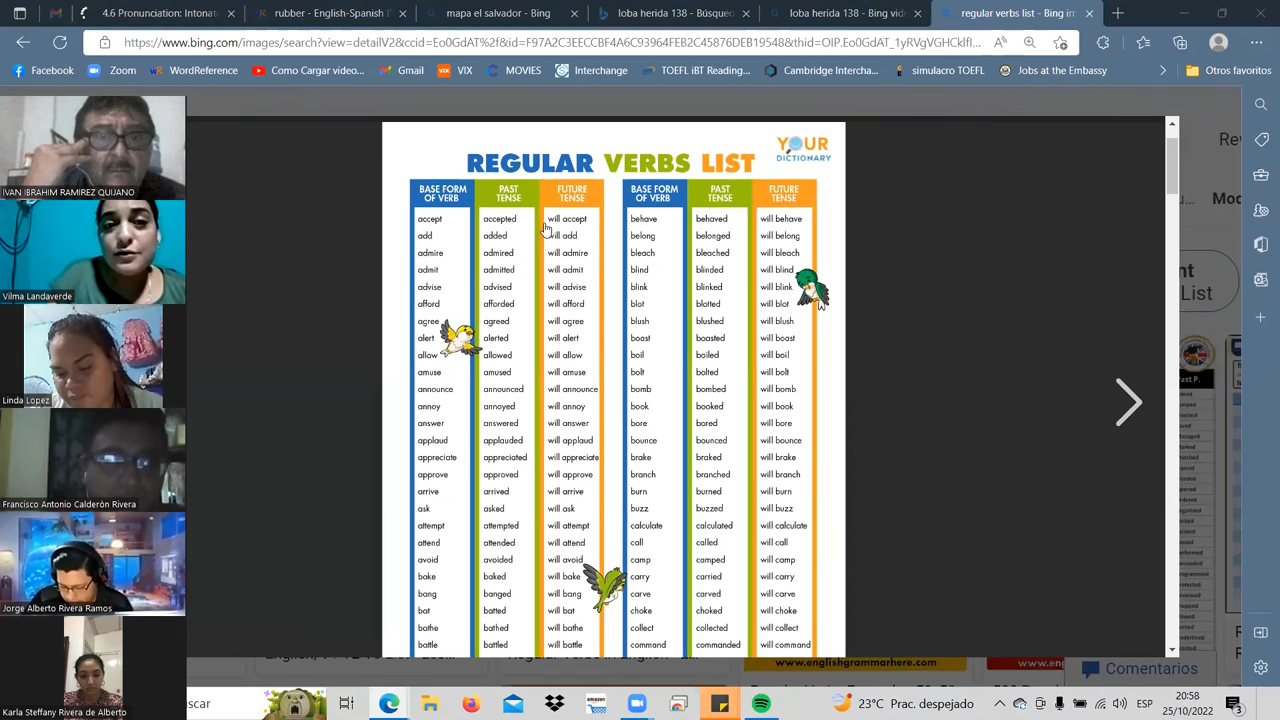 4.6 Pronunciation: Intonatio
rubber - English-Spanish D
loba herida 138 - Búsqued
loba herida 138 - Bing vide
regular verbs list - Bing im
https://www.bing.com/images/search?view=detailV2&ccid=Eo0GdAT%2f&id=F97A2C3EECCBF4A6C93964FEB2C45876DEB19548&thid=OIP.Eo0GdAT_1yRVgVGHCklfl...
Facebook Zoom WordReference Como Cargar video... Gmail VIX MOVIES Interchange TOEFL iBT Reading... Cambridge Intercha... simulacro TOEFL Jobs at the Embassy Otros favoritos
IVAN IBRAHIM RAMIREZ QUIJANO
Vilma Landaverde
Linda Lopez
Francisco Antonio Calderón Rivera
Jorge Alberto Rivera Ramos
Karla Steffany Rivera de Alberto
YOUR
DICTIONARY
REGULAR VERBS LIST
BASE FORM OF VERB PAST TENSE FUTURE TENSE BASE FORM OF VERB PAST TENSE FUTURE TENSE
accept accepted will accept behave behaved will behave
add added will add belong belonged will belong
admire admired will admire bleach bleached will bleach
admit admitted will admit blind blinded will blind
advise advised will advise blink blinked will blink
afford afforded will afford blot blotted will blot
agree agreed will agree blush blushed will blush
alert alerted will alert boast boasted will boast
allow allowed will allow boil boiled will boil
amuse amused will amuse bolt bolted will bolt
announce announced will announce bomb bombed will bomb
annoy annoyed will annoy book booked will book
answer answered will answer bore bored will bore
applaud applauded will applaud bounce bounced will bounce
appreciate appreciated will appreciate brake braked will brake
approve approved will approve branch branched will branch
arrive arrived will arrive burn burned will burn
ask asked will ask buzz buzzed will buzz
attempt attempted will attempt calculate calculated will calculate
attend attended will attend call called will call
avoid avoided will avoid camp camped will camp
bake baked will bake carry carried will carry
bang banged will bang carve carved will carve
bat batted will bat choke choked will choke
bathe bathed will bathe collect collected will collect
battle battled will battle command commanded will command
www.englishgrammarhere.com
www.eng
Comentarios
Rev
nt
List
Past P.
scar
23°C Prac. despejado
ESP
20:58
25/10/2022
3